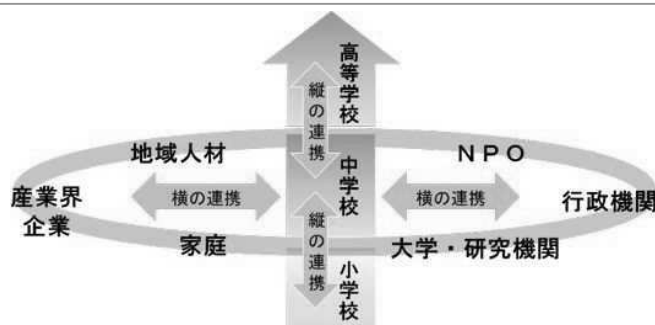 高等学校
縦の連携
地域人材
NPO
中学校
産業界
企業
横の連携
横の連携
行政機関
縦の連携
家庭
大学・研究機関
小学校